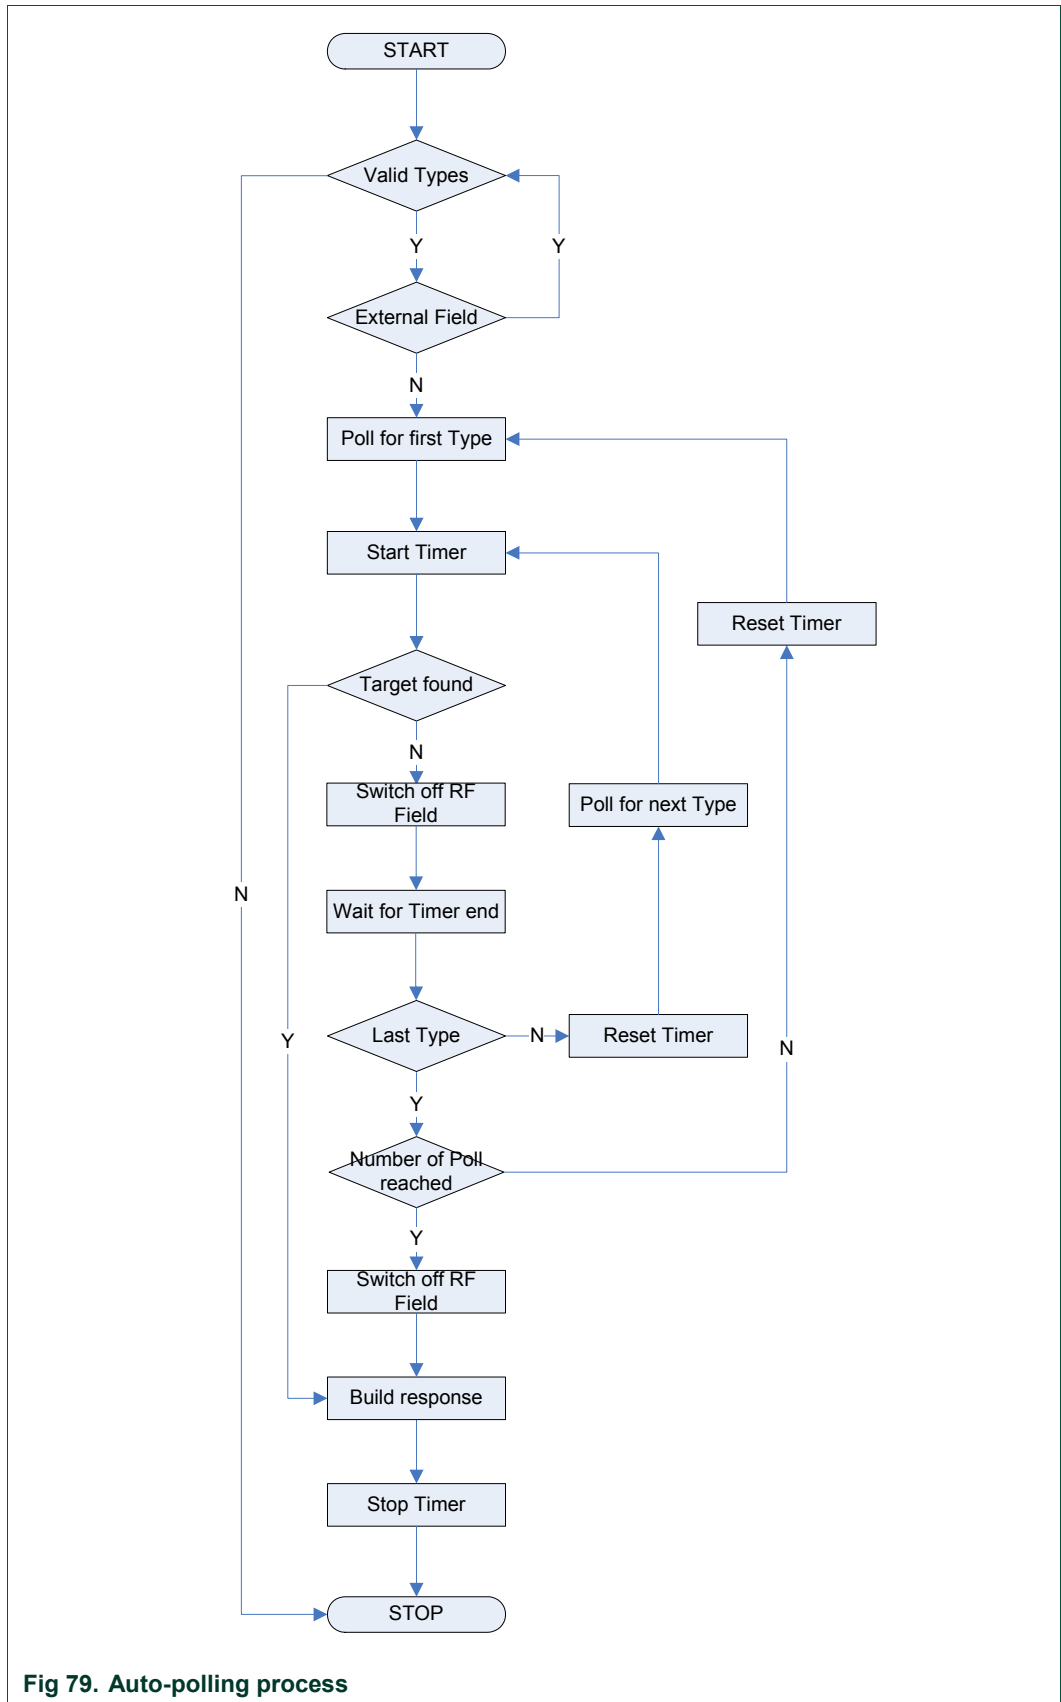 START
Valid Types
Y
Y
External Field
N
Poll for first Type
Start Timer
Reset Timer
Target found
N
Switch off RF
Field
Poll for next Type
N
Wait for Timer end
Last Type
N
Reset Timer
Y
N
Y
Number of Poll
reached
Y
Switch off RF
Field
Build response
Stop Timer
STOP
Fig 79. Auto-polling process